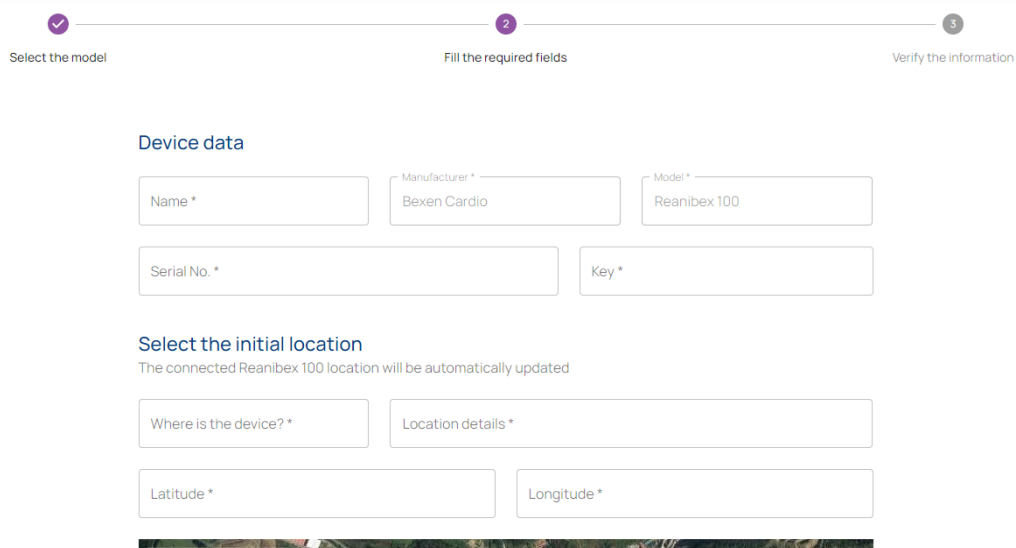 2
3
Select the model
Fill the required fields
Verify the information
Device data
Name *
Manufacturer *
Bexen Cardio
Model *
Reanibex 100
Serial No. *
Key *
Select the initial location
The connected Reanibex 100 location will be automatically updated
Where is the device? *
Location details *
Latitude *
Longitude *